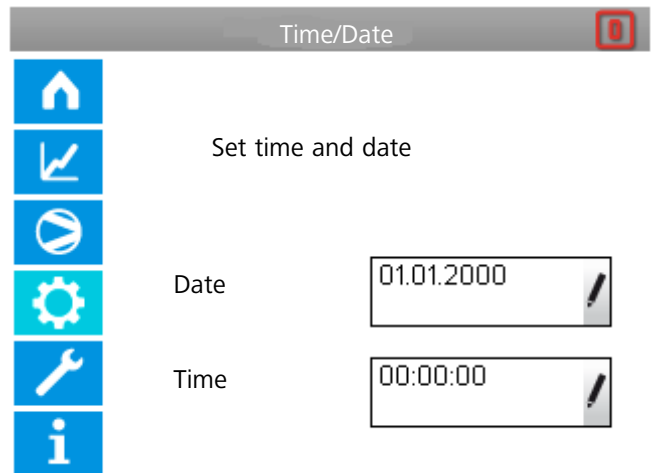 Time/Date
0
Set time and date
Date
01.01.2000
Time
00:00:00